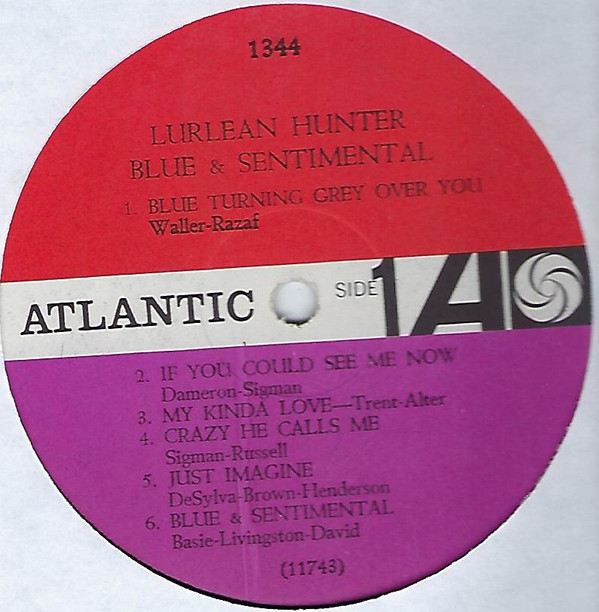 1344
LURLEAN HUNTER
BLUE & SENTIMENTAL
1. BLUE TURNING GREY OVER YOU
Waller-Razaf
ATLANTIC SIDE 1 A
2. IF YOU COULD SEE ME NOW
Dameron-Sigman
3. MY KINDA LOVE—Trent-Alter
4. CRAZY HE CALLS ME
Sigman-Russell
5. JUST IMAGINE
DeSylva-Brown-Henderson
6. BLUE & SENTIMENTAL
Basie-Livingston-David
(11743)